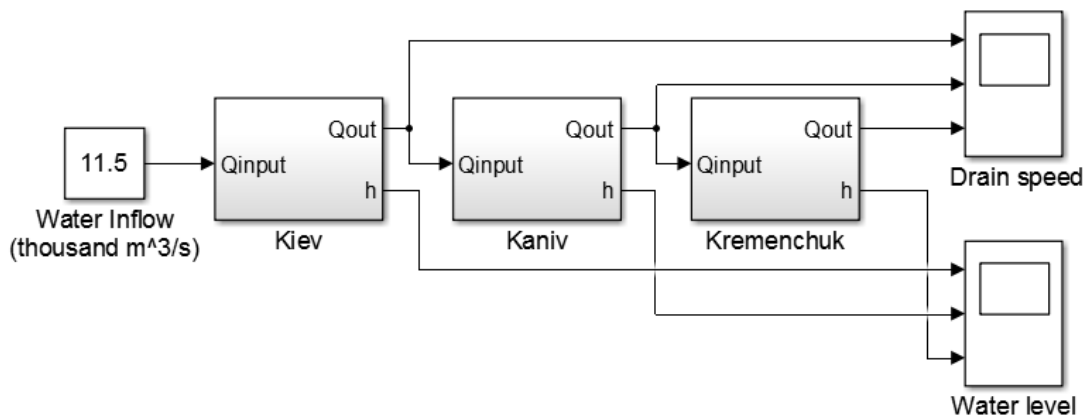 Qout
Qout
Qout
11.5
Qinput
Qinput
Qinput
Drain speed
h
h
h
Water Inflow
(thousand m^3/s)
Kiev
Kaniv
Kremenchuk
Water level